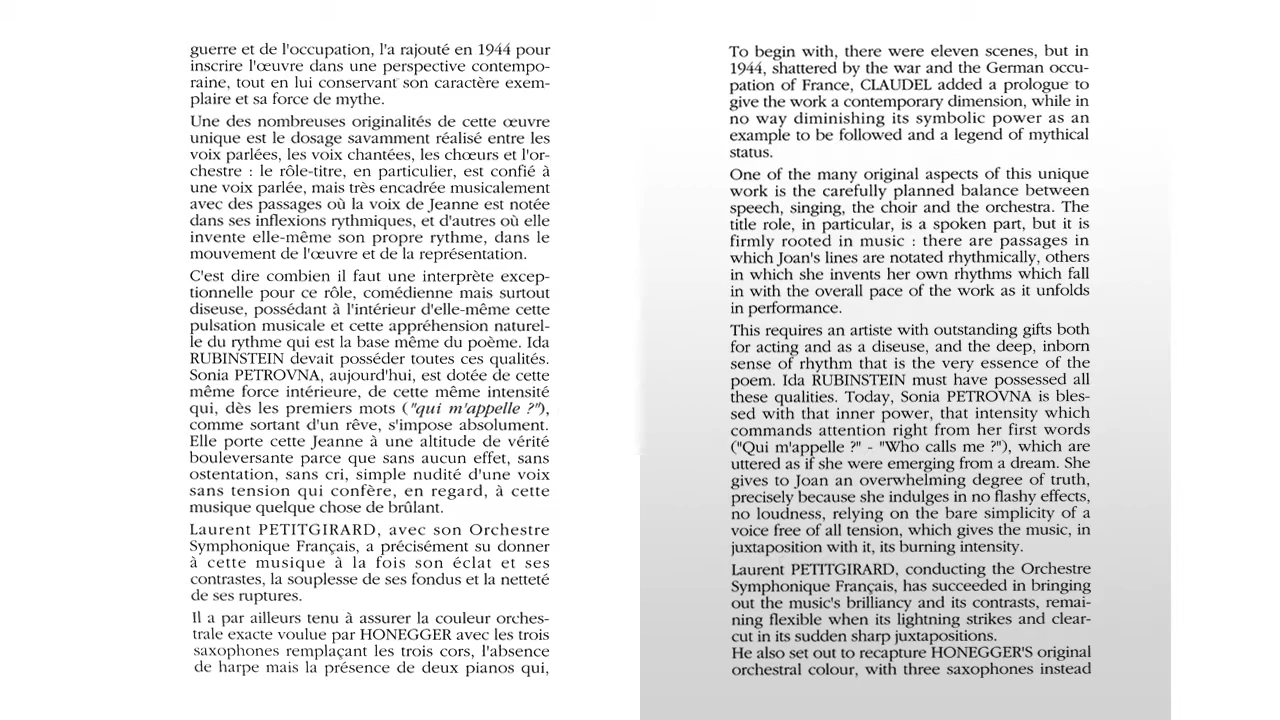 guerre et de l'occupation, l'a rajouté en 1944 pour
inscrire l'œuvre dans une perspective contempo-
raine, tout en lui conservant son caractère exem-
plaire et sa force de mythe.
Une des nombreuses originalités de cette œuvre
unique est le dosage savamment réalisé entre les
voix parlées, les voix chantées, les chœurs et l'or-
chestre : le rôle-titre, en particulier, est confié à
une voix parlée, mais très encadrée musicalement
avec des passages où la voix de Jeanne est notée
dans ses inflexions rythmiques, et d'autres où elle
invente elle-même son propre rythme, dans le
mouvement de l'œuvre et de la représentation.
C'est dire combien il faut une interprète excep-
tionnelle pour ce rôle, comédienne mais surtout
diseuse, possédant à l'intérieur d'elle-même cette
pulsation musicale et cette appréhension naturel-
le du rythme qui est la base même du poème. Ida
RUBINSTEIN devait posséder toutes ces qualités.
Sonia PETROVNA, aujourd'hui, est dotée de cette
même force intérieure, de cette même intensité
qui, dès les premiers mots ("qui m'appelle ?"),
comme sortant d'un rêve, s'impose absolument.
Elle porte cette Jeanne à une altitude de vérité
bouleversante parce que sans aucun effet, sans
ostentation, sans cri, simple nudité d'une voix
sans tension qui confère, en regard, à cette
musique quelque chose de brûlant.
Laurent PETITGIRARD, avec son Orchestre
Symphonique Français, a précisément su donner
à cette musique à la fois son éclat et ses
contrastes, la souplesse de ses fondus et la netteté
de ses ruptures.
Il a par ailleurs tenu à assurer la couleur orches-
trale exacte voulue par HONEGGER avec les trois
saxophones remplaçant les trois cors, l'absence
de harpe mais la présence de deux pianos qui,
To begin with, there were eleven scenes, but in
1944, shattered by the war and the German occu-
pation of France, CLAUDEL added a prologue to
give the work a contemporary dimension, while in
no way diminishing its symbolic power as an
example to be followed and a legend of mythical
status.
One of the many original aspects of this unique
work is the carefully planned balance between
speech, singing, the choir and the orchestra. The
title role, in particular, is a spoken part, but it is
firmly rooted in music : there are passages in
which Joan's lines are notated rhythmically, others
in which she invents her own rhythms which fall
in with the overall pace of the work as it unfolds
in performance.
This requires an artiste with outstanding gifts both
for acting and as a diseuse, and the deep, inborn
sense of rhythm that is the very essence of the
poem. Ida RUBINSTEIN must have possessed all
these qualities. Today, Sonia PETROVNA is bles-
sed with that inner power, that intensity which
commands attention right from her first words
("Qui m'appelle ?" - "Who calls me ?"), which are
uttered as if she were emerging from a dream. She
gives to Joan an overwhelming degree of truth,
precisely because she indulges in no flashy effects,
no loudness, relying on the bare simplicity of a
voice free of all tension, which gives the music, in
juxtaposition with it, its burning intensity.
Laurent PETITGIRARD, conducting the Orchestre
Symphonique Français, has succeeded in bringing
out the music's brilliancy and its contrasts, remai-
ning flexible when its lightning strikes and clear-
cut in its sudden sharp juxtapositions.
He also set out to recapture HONEGGER'S original
orchestral colour, with three saxophones instead